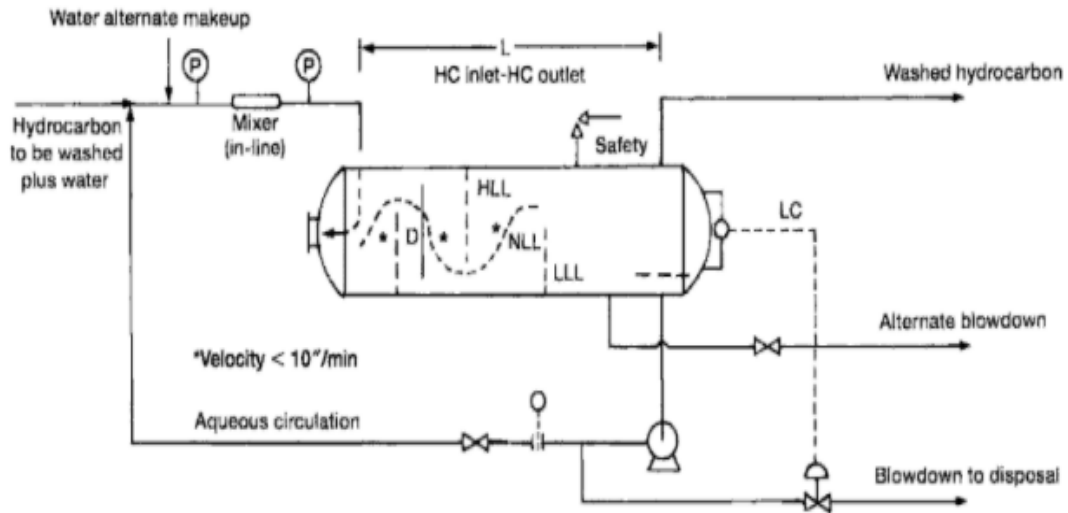 Water alternate makeup
P
P
L
HC inlet-HC outlet
Washed hydrocarbon
Hydrocarbon
to be washed
plus water
Mixer
(in-line)
Safety
HLL
LC
* D * * NLL
LLL
Alternate blowdown
*Velocity < 10"/min
Aqueous circulation
Blowdown to disposal